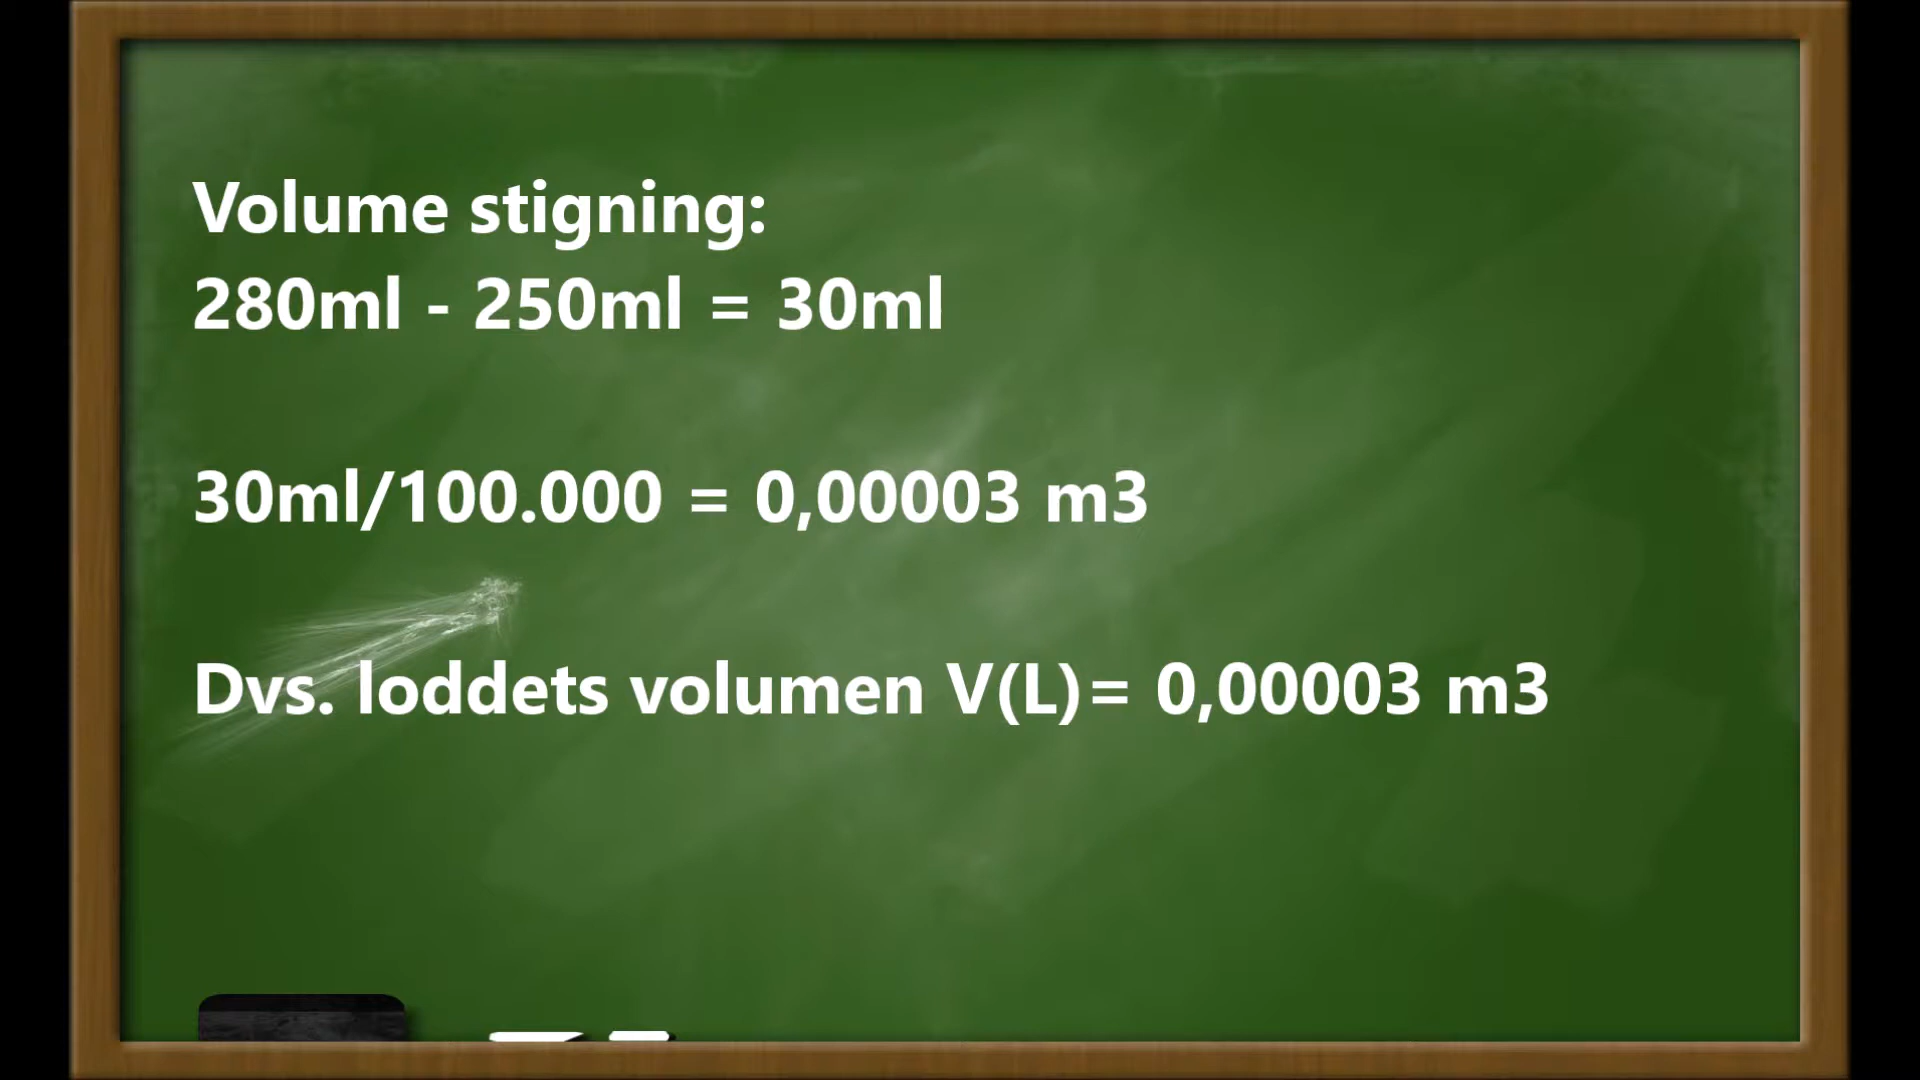 Volume stigning:
280ml - 250ml = 30ml
30ml/100.000 = 0,00003 m3
Dvs. loddets volumen V(L)= 0,00003 m3